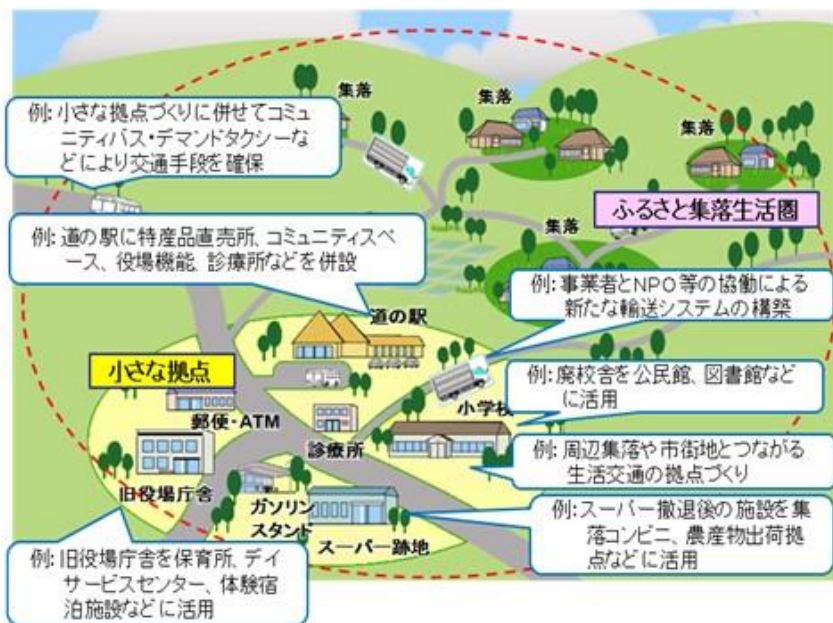 集落
集落
集落
例: 小さな拠点づくりに併せてコミュ
ニティバス・デマンドタクシーな
どにより交通手段を確保
ふるさと集落生活圏
集落
例: 道の駅に特産品直売所、コミュニティスペ
ース、役場機能、診療所などを併設
例: 事業者とNPO等の協働による
新たな輸送システムの構築
道の駅
小さな拠点
例: 廃校舎を公民館、図書館など
に活用
郵便・ATM
小学校
診療所
例: 周辺集落や市街地とつながる
生活交通の拠点づくり
旧役場庁舎
ガソリン
スタンド
スーパー跡地
例: スーパー撤退後の施設を集
落コンビニ、農産物出荷拠
点などに活用
例: 旧役場庁舎を保育所、デイ
サービスセンター、体験宿
泊施設などに活用